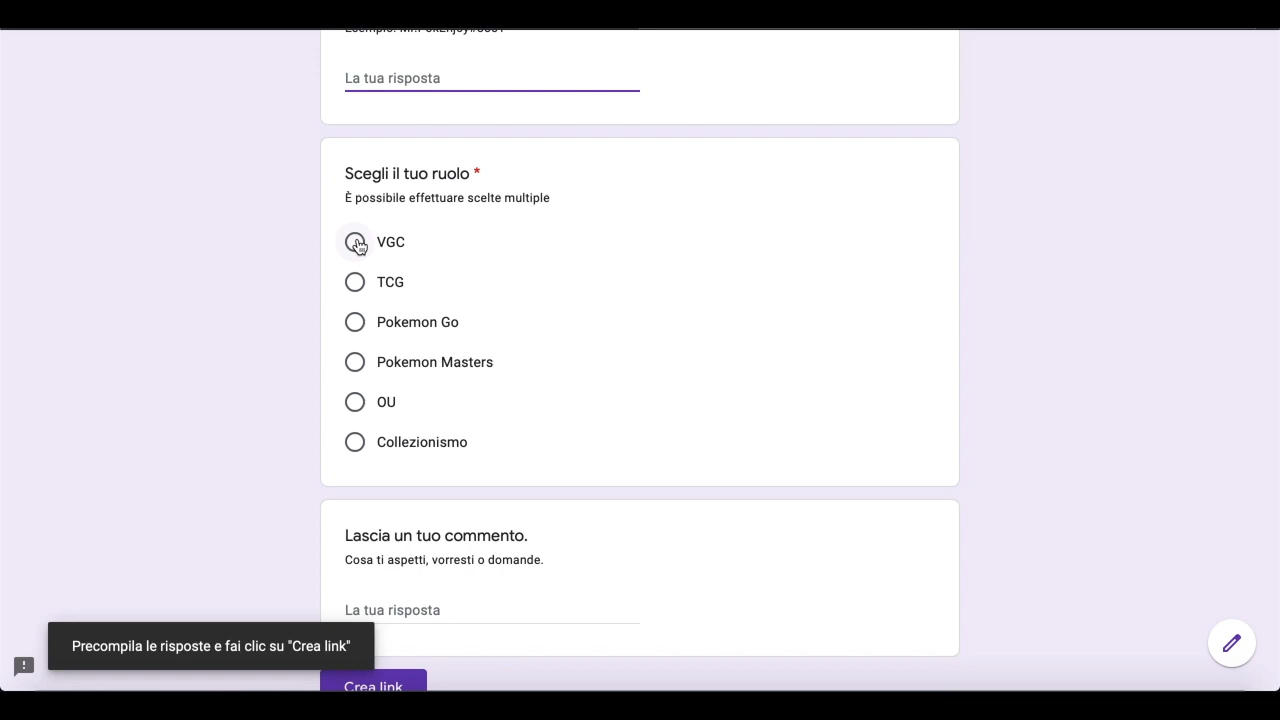 La tua risposta
Scegli il tuo ruolo *
È possibile effettuare scelte multiple
VGC
TCG
Pokemon Go
Pokemon Masters
OU
Collezionismo
Lascia un tuo commento.
Cosa ti aspetti, vorresti o domande.
La tua risposta
Precompila le risposte e fai clic su "Crea link"
Crea link